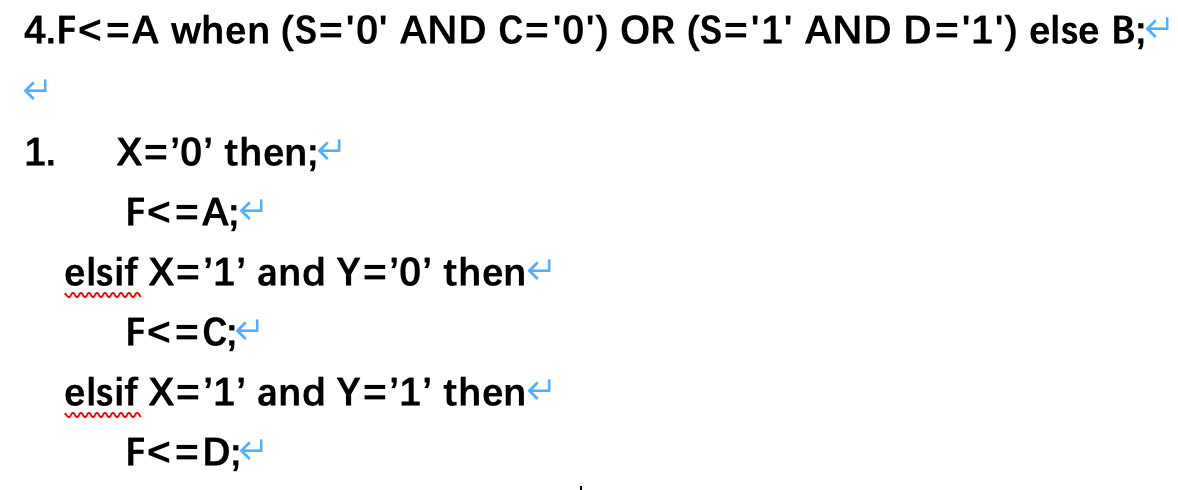 4.F<=A when (S='0' AND C='0') OR (S='1' AND D='1') else B;↵
↵
1. X=’0’ then;↵
F<=A;↵
elsif X=’1’ and Y=’0’ then↵
F<=C;↵
elsif X=’1’ and Y=’1’ then↵
F<=D;↵